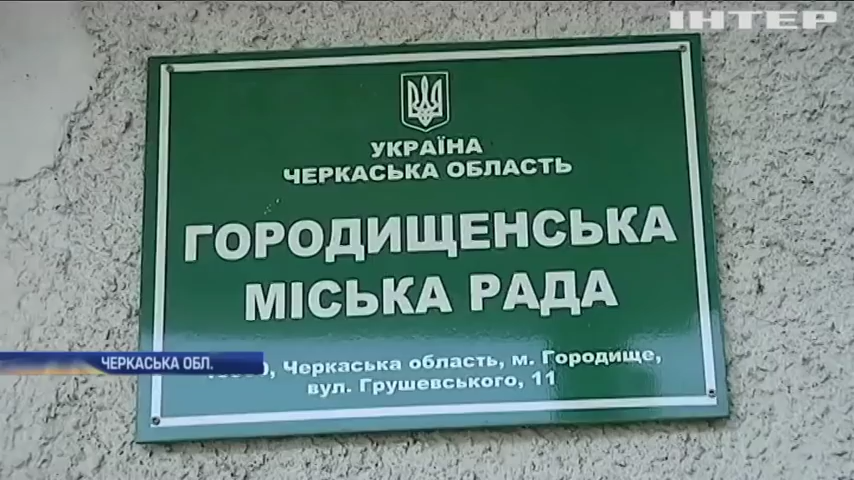 ІНТЕР
УКРАЇНА
ЧЕРКАСЬКА ОБЛАСТЬ
ГОРОДИЩЕНСЬКА
МІСЬКА РАДА
ЧЕРКАСЬКА ОБЛ.
Черкаська область, м. Городище,
вул. Грушевського, 11